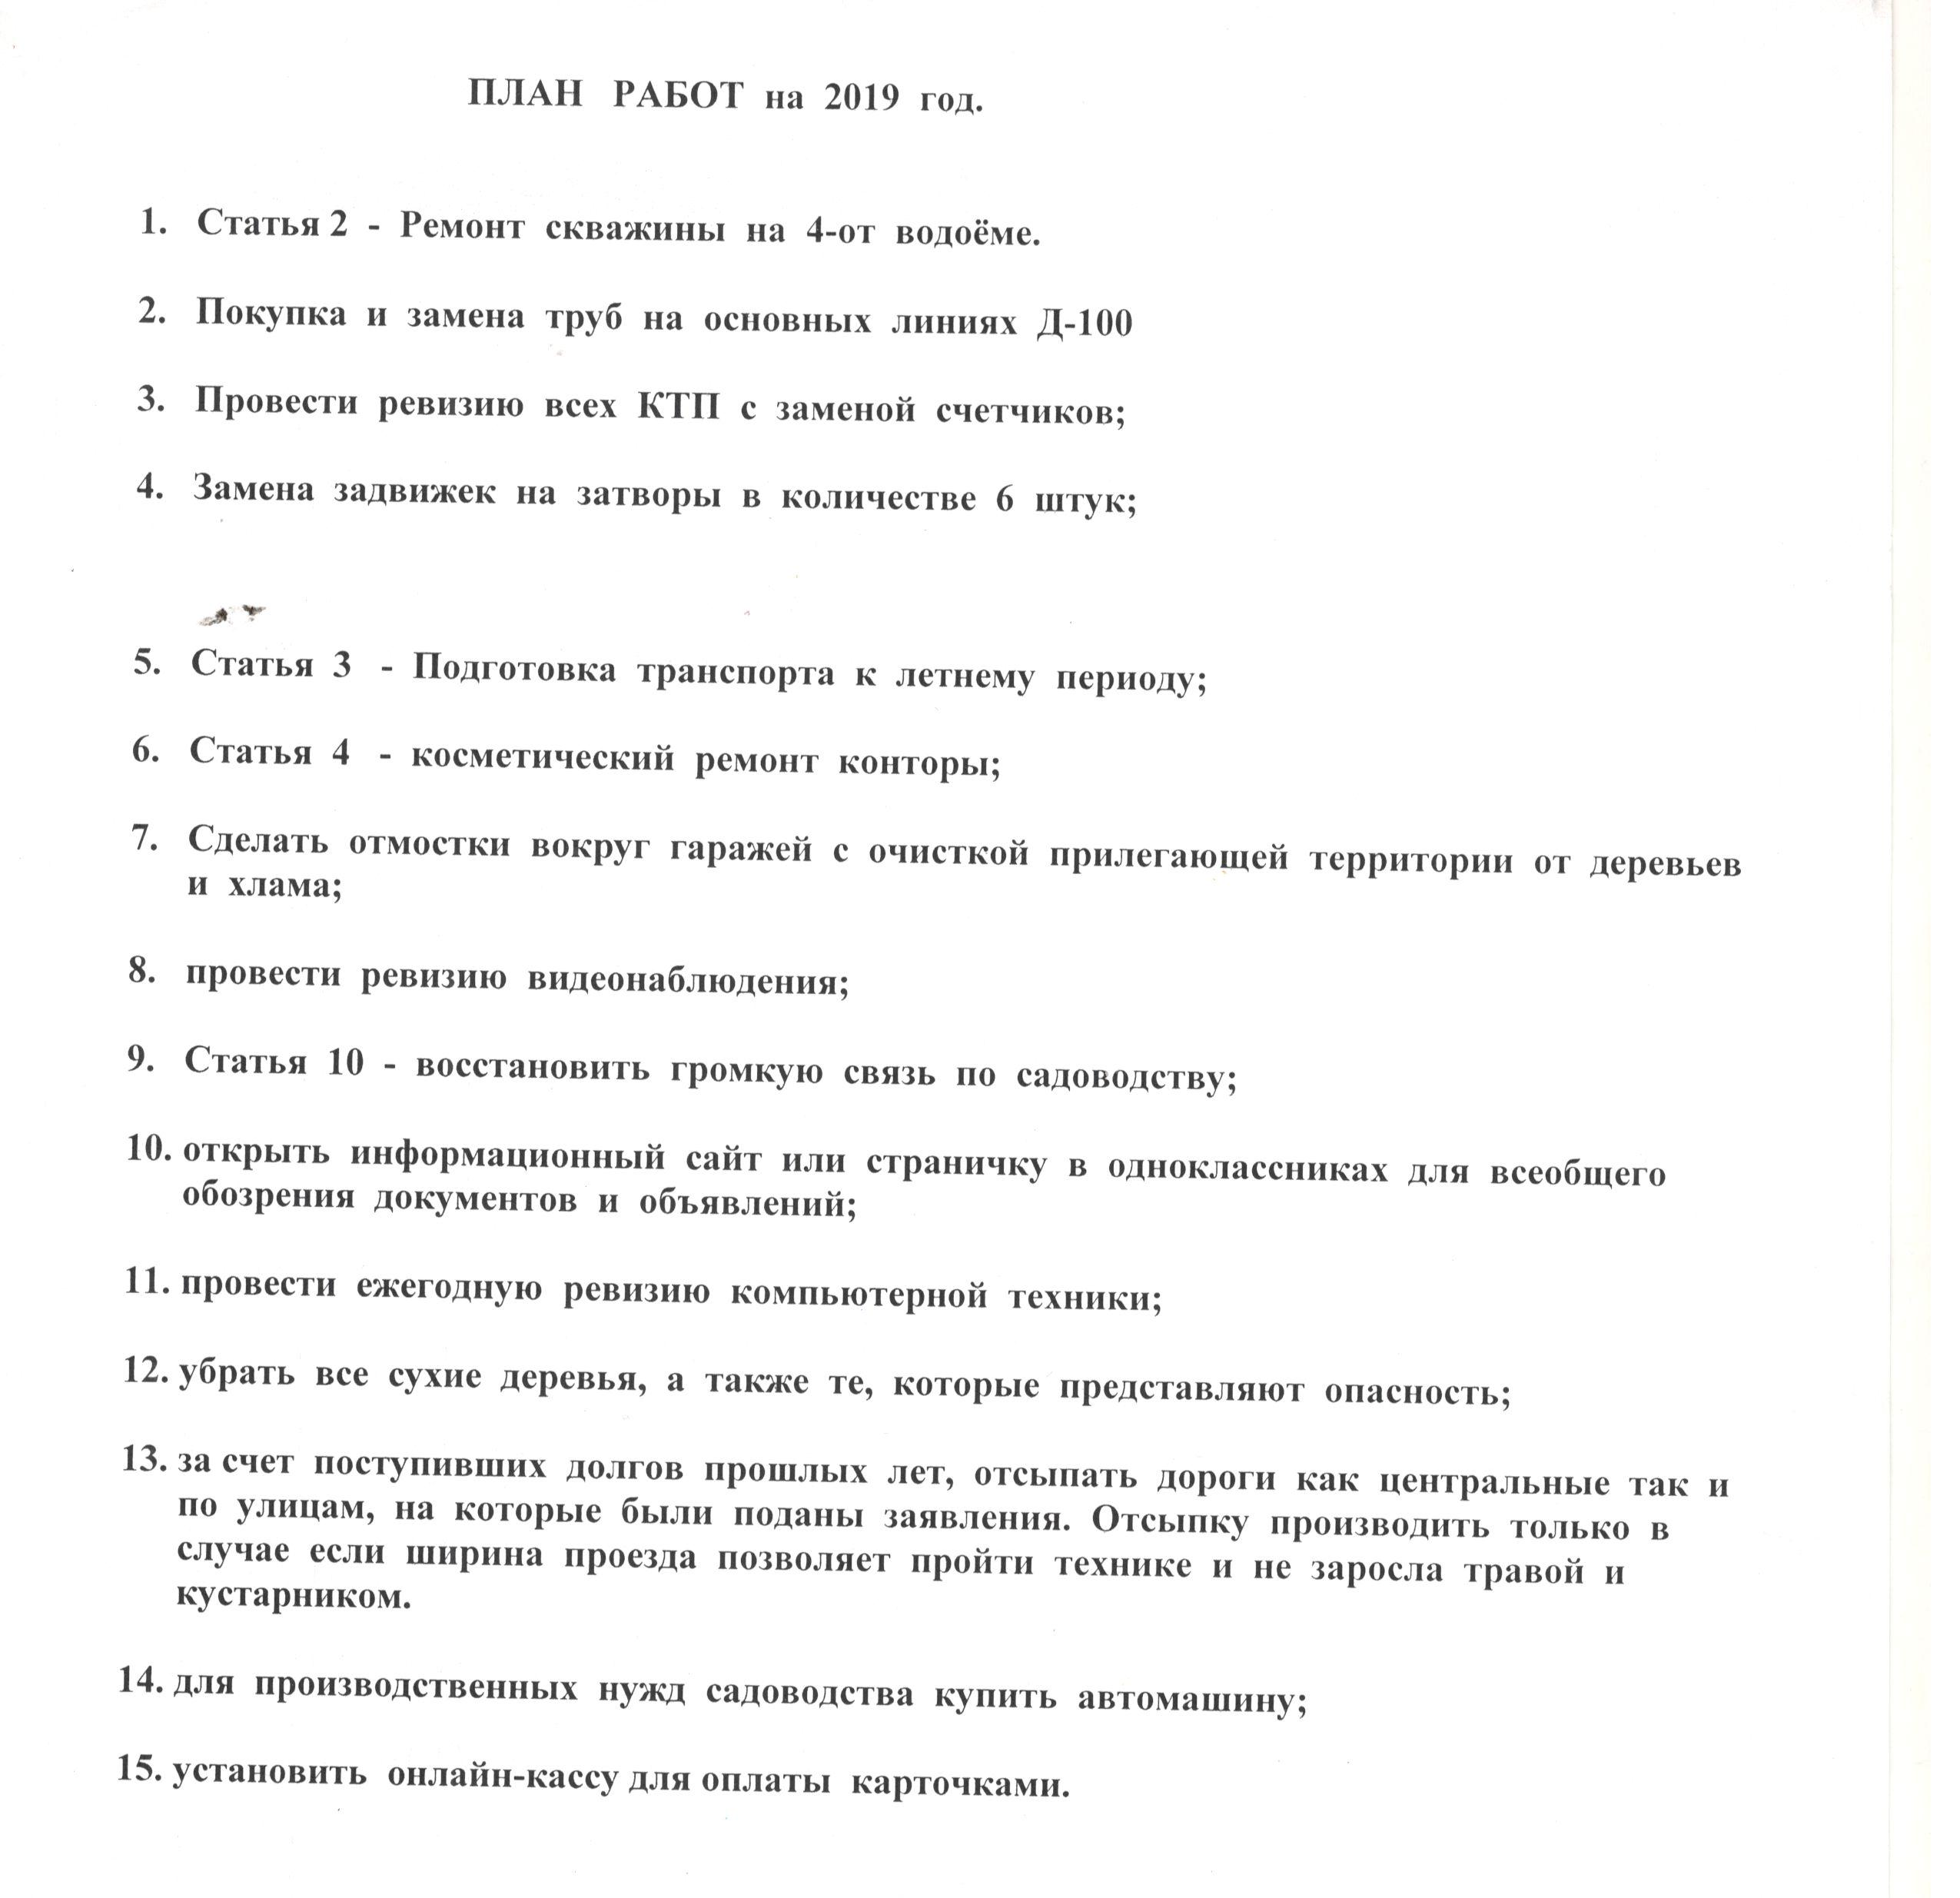 ПЛАН РАБОТ на 2019 год.
1. Статья 2 - Ремонт скважины на 4-от водоёме.
2. Покупка и замена труб на основных линиях Д-100
3. Провести ревизию всех КТП с заменой счетчиков;
4. Замена задвижек на затворы в количестве 6 штук;
5. Статья 3 - Подготовка транспорта к летнему периоду;
6. Статья 4 - косметический ремонт конторы;
7. Сделать отмостки вокруг гаражей с очисткой прилегающей территории от деревьев
и хлама;
8. провести ревизию видеонаблюдения;
9. Статья 10 - восстановить громкую связь по садоводству;
10. открыть информационный сайт или страничку в одноклассниках для всеобщего
обозрения документов и объявлений;
11. провести ежегодную ревизию компьютерной техники;
12. убрать все сухие деревья, а также те, которые представляют опасность;
13. за счет поступивших долгов прошлых лет, отсыпать дороги как центральные так и
по улицам, на которые были поданы заявления. Отсыпку производить только в
случае если ширина проезда позволяет пройти технике и не заросла травой и
кустарником.
14. для производственных нужд садоводства купить автомашину;
15. установить онлайн-кассу для оплаты карточками.